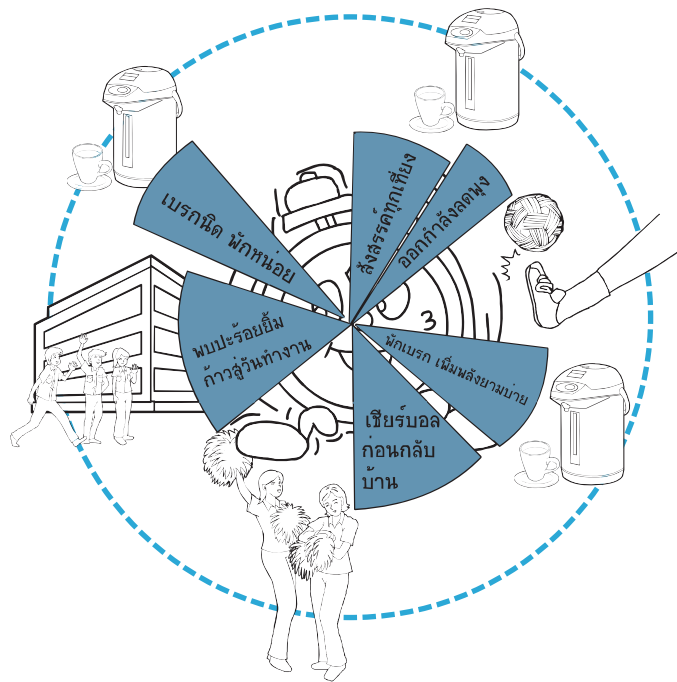 เบรกนิด พักหน่อย
สังสรรค์ทุกเที่ยง
ออกกำลังลดพุง
พบปะร้อยยิ้ม
ก้าวสู่วันทำงาน
3
พักเบรก เพิ่มพลังยามบ่าย
เชียร์บอล
ก่อนกลับ
บ้าน